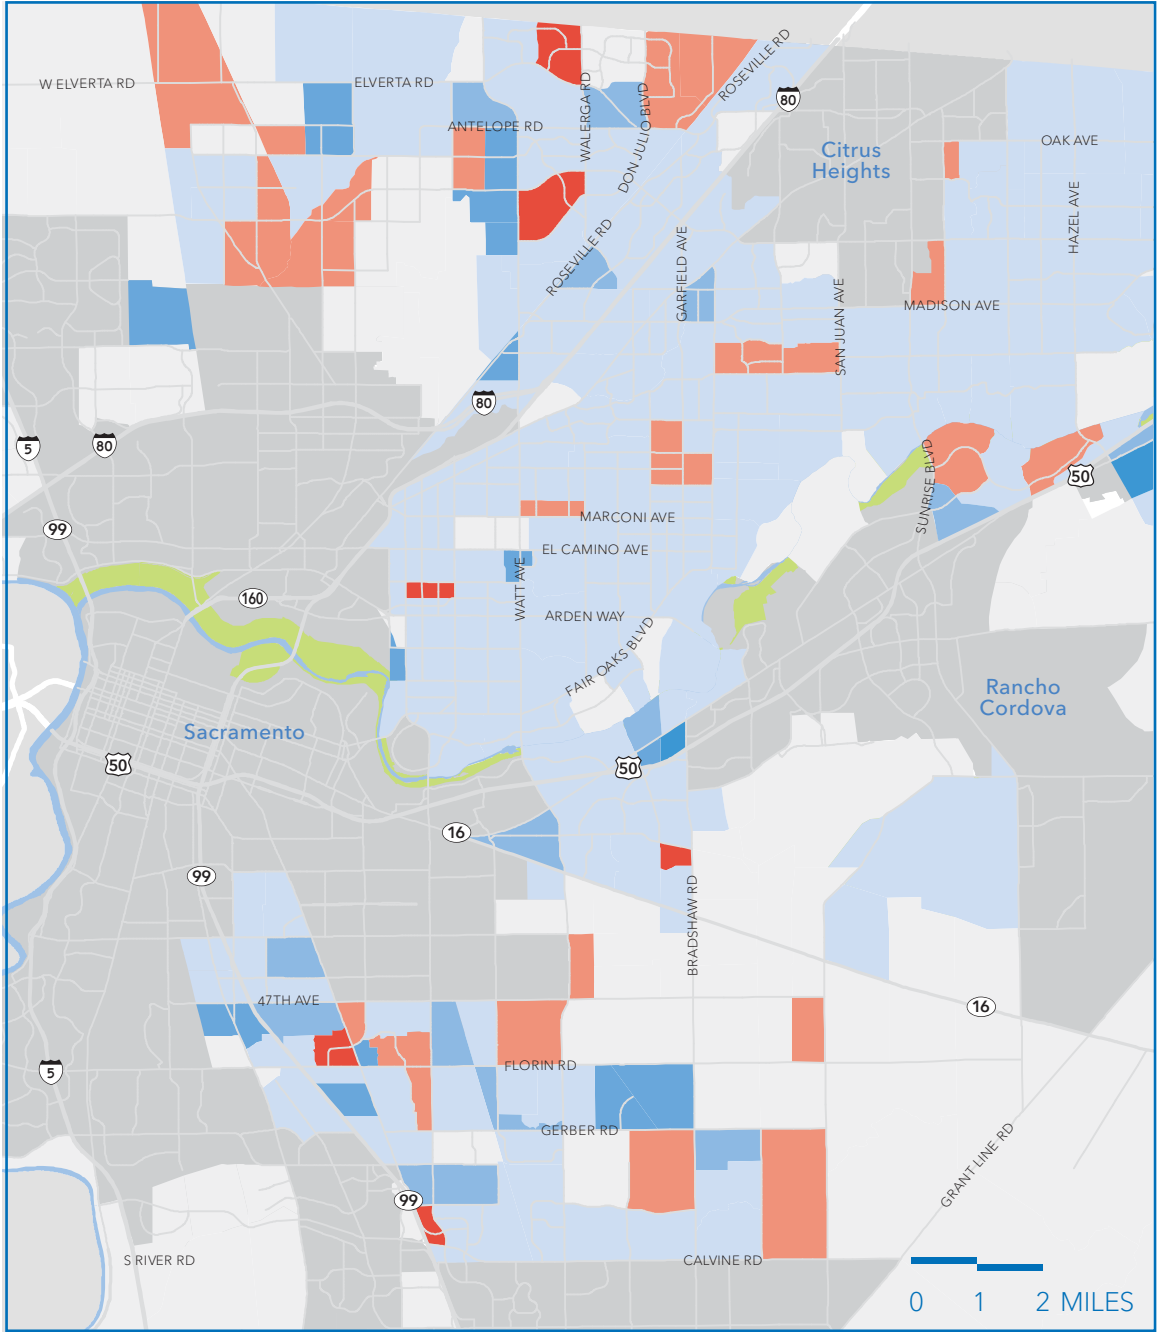 ROSEVILLE RD
W ELVERTA RD
ELVERTA RD
80
WALERGA RD
DON JULIO BLVD
ANTELOPE RD
OAK AVE
Citrus
Heights
HAZEL AVE
ROSEVILLE RD
GARFIELD AVE
SAN JUAN AVE
MADISON AVE
80
5
80
SUNRISE BLVD
50
99
MARCONI AVE
EL CAMINO AVE
WATT AVE
160
ARDEN WAY
FAIR OAKS BLVD
Rancho
Cordova
Sacramento
50
50
16
99
BRADSHAW RD
47TH AVE
16
5
FLORIN RD
GERBER RD
GRANT LINE RD
99
S RIVER RD
CALVINE RD
0 1 2 MILES